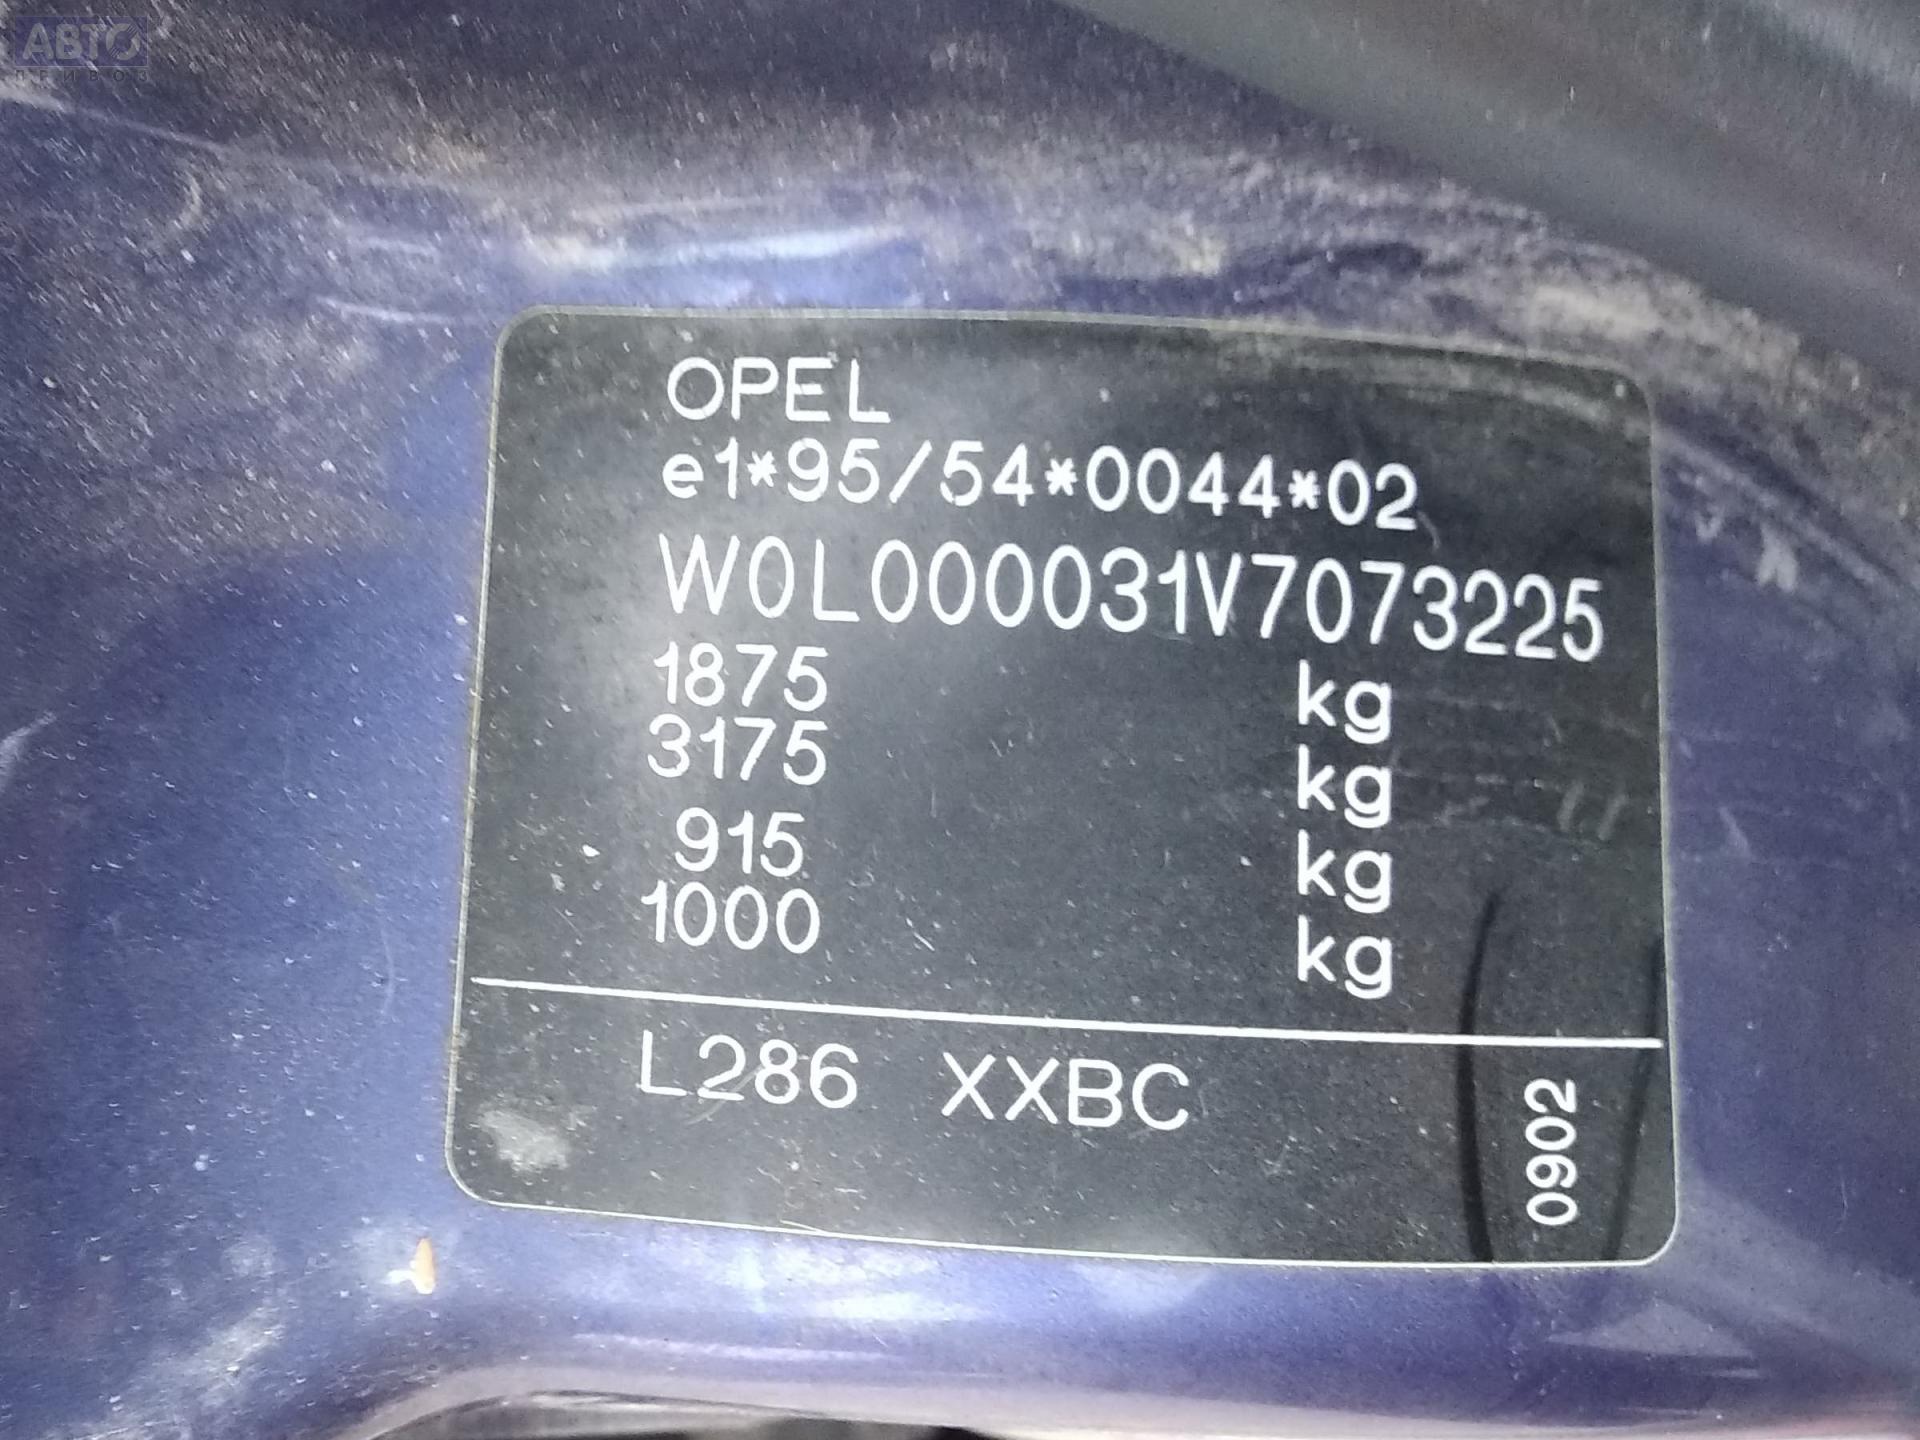 АВТО
ПРИВОЗ
OPEL
e1*95/54*0044*02
W0L000031V7073225
1875 kg
3175 kg
915 kg
1000 kg
L286 XXBC
0902